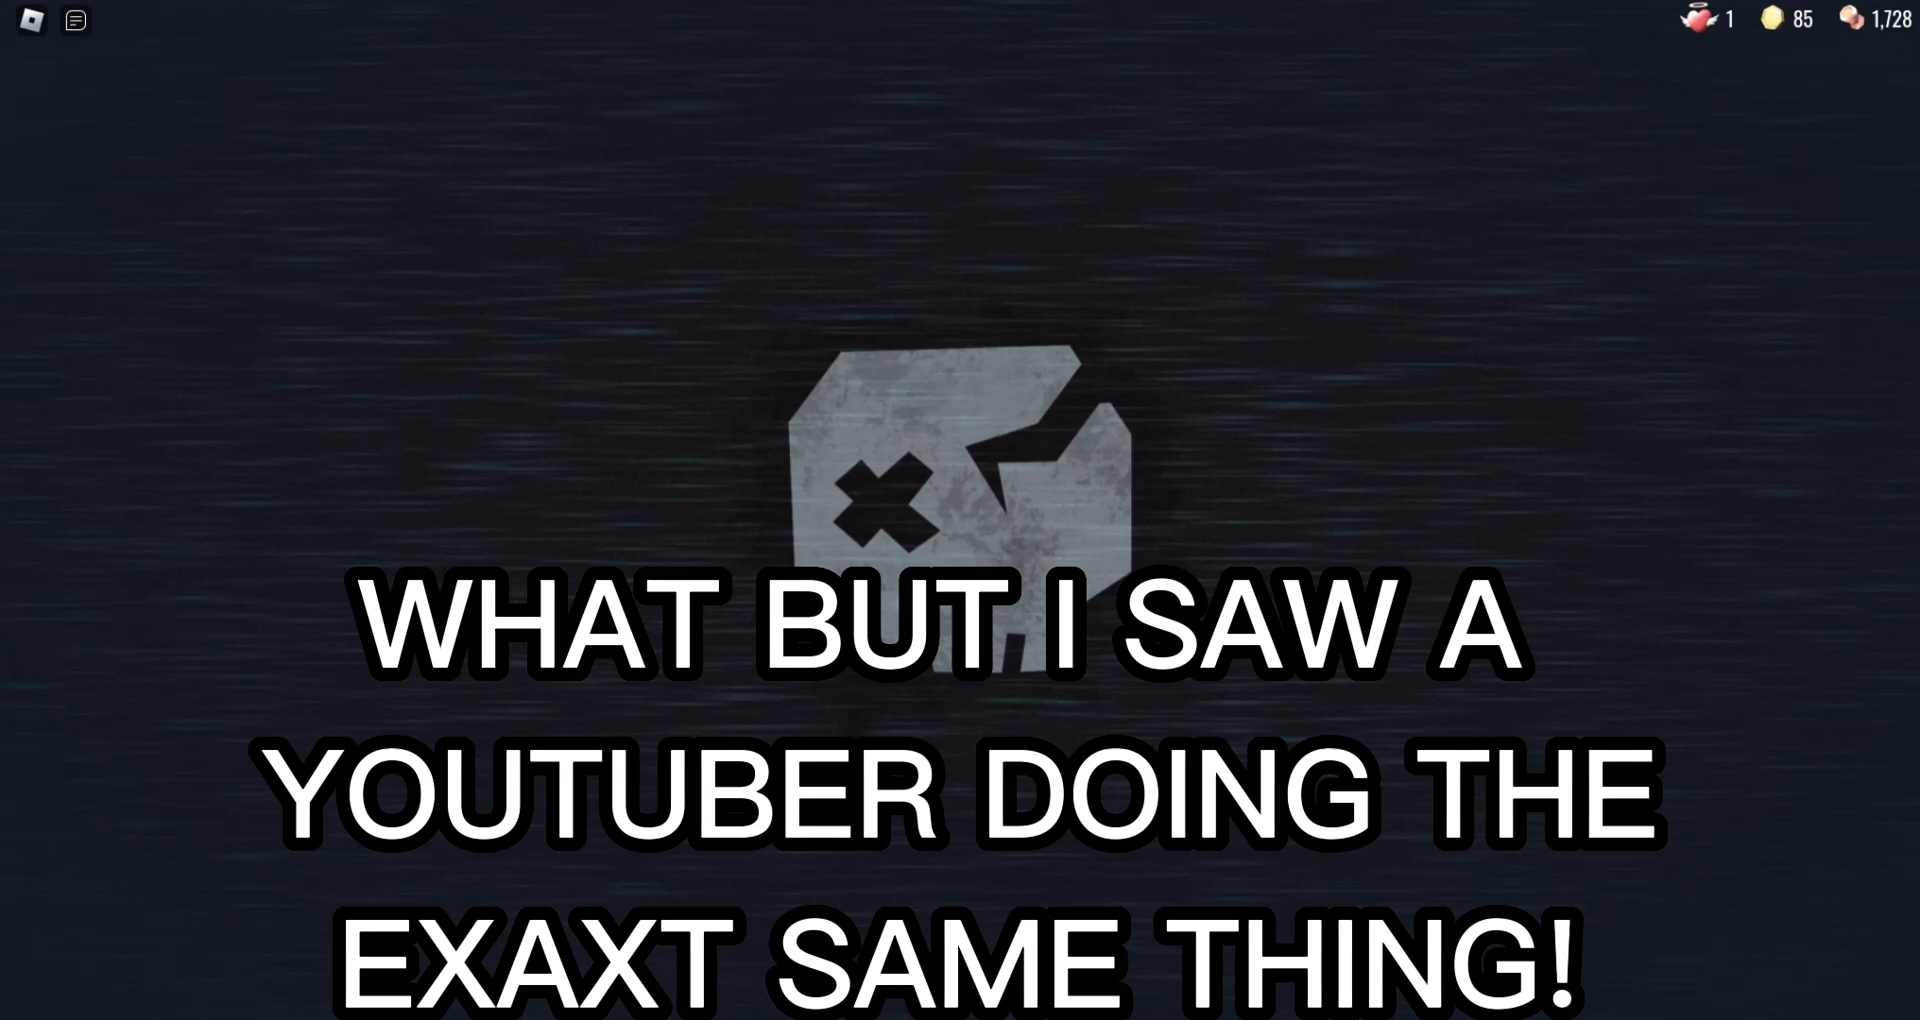 1 85 1,728
WHAT BUT I SAW A
YOUTUBER DOING THE
EXAXT SAME THING!